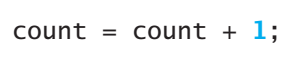 count = count + 1;